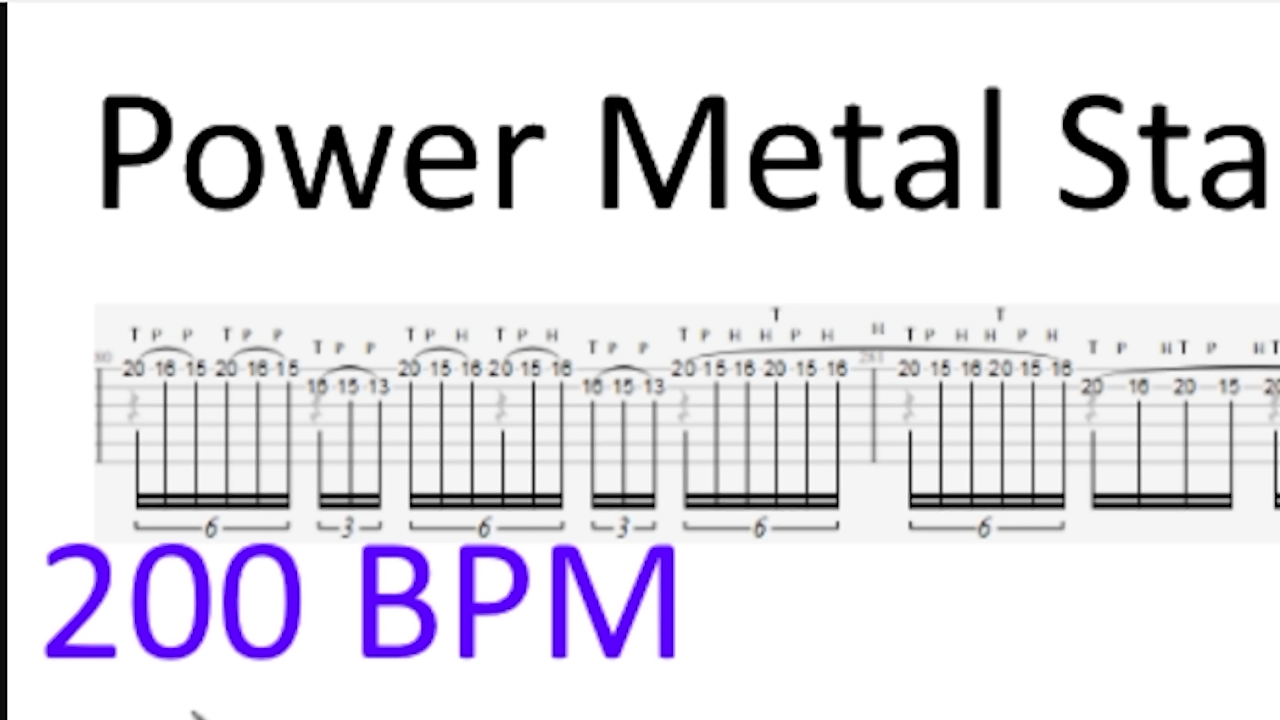 Power Metal Sta
T P P T P P T P P T P H T P H T P P T P H H P H H T P H H P H T P H T P H T
T T
20 16 15 20 16 15 20 15 16 20 15 16 20 15 16 20 15 16 20 15 16 20 15 16
16 15 13 16 15 13 20 16 20 15 20
6 3 6 3 6 6
200 BPM